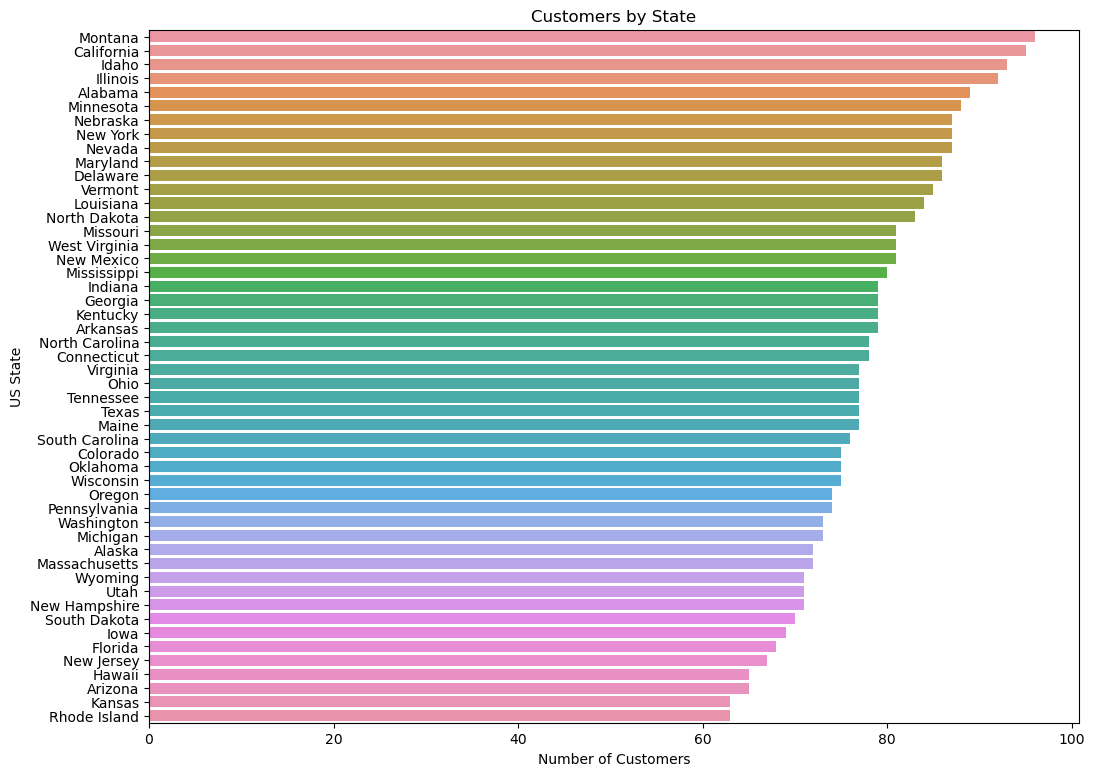 Customers by State
Montana
California
Idaho
Illinois
Alabama
Minnesota
Nebraska
New York
Nevada
Maryland
Delaware
Vermont
Louisiana
North Dakota
Missouri
West Virginia
New Mexico
Mississippi
Indiana
Georgia
Kentucky
Arkansas
North Carolina
Connecticut
Virginia
Ohio
Tennessee
Texas
Maine
South Carolina
Colorado
Oklahoma
Wisconsin
Oregon
Pennsylvania
Washington
Michigan
Alaska
Massachusetts
Wyoming
Utah
New Hampshire
South Dakota
Iowa
Florida
New Jersey
Hawaii
Arizona
Kansas
Rhode Island
US State
0 20 40 60 80 100
Number of Customers